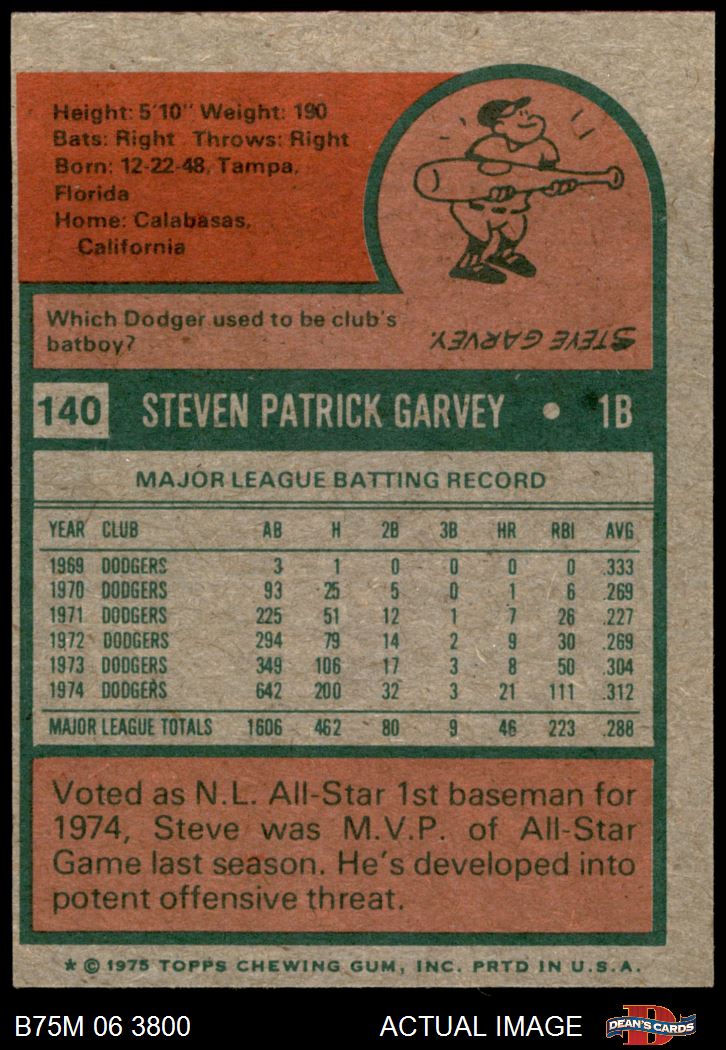 Height: 5'10" Weight: 190
Bats: Right Throws: Right
Born: 12-22-48, Tampa,
Florida
Home: Calabasas,
California
Which Dodger used to be club's
batboy?
STEVE GARVEY.
140 STEVEN PATRICK GARVEY • 1B
MAJOR LEAGUE BATTING RECORD
YEAR CLUB AB H 2B 3B HR RBI AVG
1969 DODGERS 3 1 0 0 0 0 .333
1970 DODGERS 93 25 5 0 1 6 .269
1971 DODGERS 225 51 12 1 7 26 .227
1972 DODGERS 294 79 14 2 9 30 .269
1973 DODGERS 349 106 17 3 8 50 .304
1974 DODGERS 642 200 32 3 21 111 .312
MAJOR LEAGUE TOTALS 1606 462 80 9 46 223 .288
Voted as N.L. All-Star 1st baseman for
1974, Steve was M.V.P. of All-Star
Game last season. He's developed into
potent offensive threat.
* © 1975 TOPPS CHEWING GUM, INC. PRTD IN U.S.A.
B75M 06 3800 ACTUAL IMAGE D DEAN'S CARDS